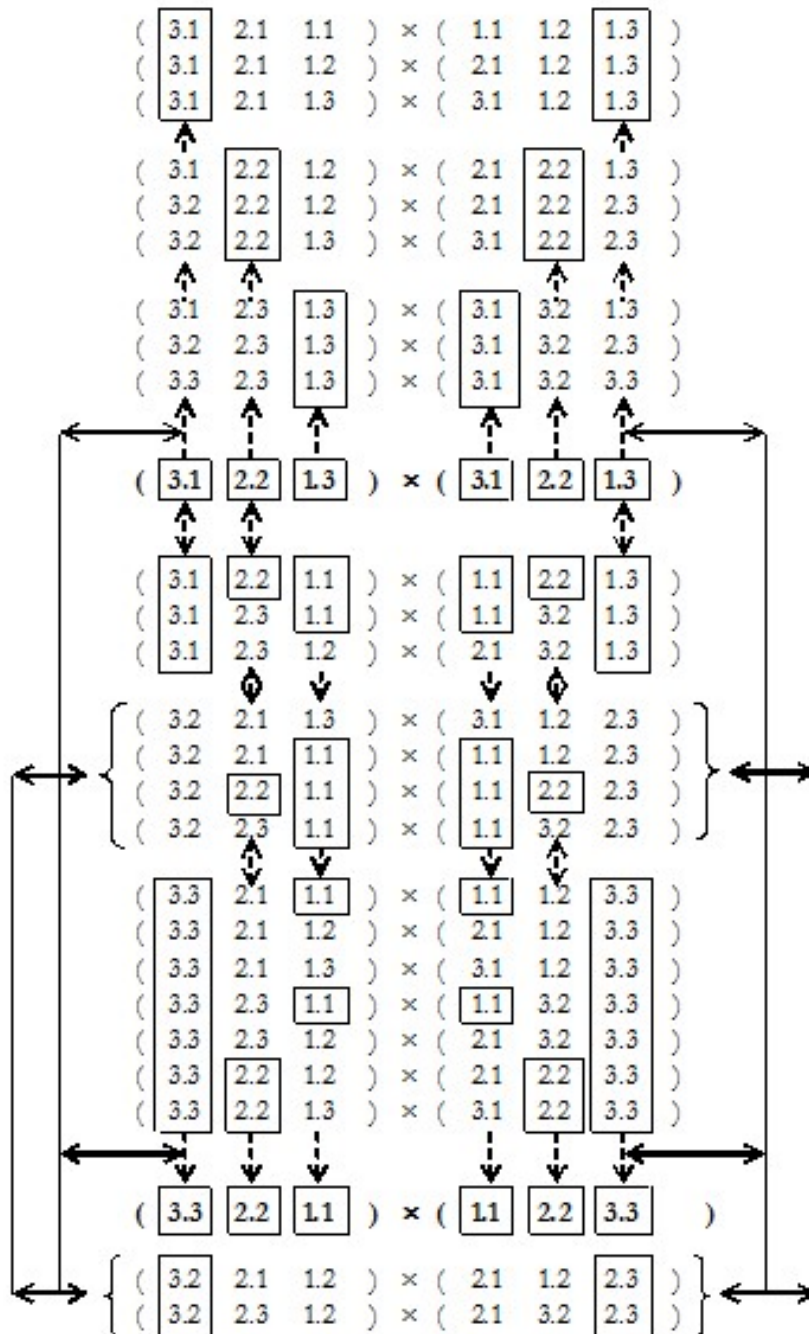 ( 3.1 2.1 1.1 ) × ( 1.1 1.2 1.3 )
( 3.1 2.1 1.2 ) × ( 2.1 1.2 1.3 )
( 3.1 2.1 1.3 ) × ( 3.1 1.2 1.3 )
( 3.1 2.2 1.2 ) × ( 2.1 2.2 1.3 )
( 3.2 2.2 1.2 ) × ( 2.1 2.2 2.3 )
( 3.2 2.2 1.3 ) × ( 3.1 2.2 2.3 )
( 3.1 2.3 1.3 ) × ( 3.1 3.2 1.3 )
( 3.2 2.3 1.3 ) × ( 3.1 3.2 2.3 )
( 3.3 2.3 1.3 ) × ( 3.1 3.2 3.3 )
( 3.1 2.2 1.3 ) × ( 3.1 2.2 1.3 )
( 3.1 2.2 1.1 ) × ( 1.1 2.2 1.3 )
( 3.1 2.3 1.1 ) × ( 1.1 3.2 1.3 )
( 3.1 2.3 1.2 ) × ( 2.1 3.2 1.3 )
( 3.2 2.1 1.3 ) × ( 3.1 1.2 2.3 )
( 3.2 2.1 1.1 ) × ( 1.1 1.2 2.3 )
( 3.2 2.2 1.1 ) × ( 1.1 2.2 2.3 )
( 3.2 2.3 1.1 ) × ( 1.1 3.2 2.3 )
( 3.3 2.1 1.1 ) × ( 1.1 1.2 3.3 )
( 3.3 2.1 1.2 ) × ( 2.1 1.2 3.3 )
( 3.3 2.1 1.3 ) × ( 3.1 1.2 3.3 )
( 3.3 2.3 1.1 ) × ( 1.1 3.2 3.3 )
( 3.3 2.3 1.2 ) × ( 2.1 3.2 3.3 )
( 3.3 2.2 1.2 ) × ( 2.1 2.2 3.3 )
( 3.3 2.2 1.3 ) × ( 3.1 2.2 3.3 )
( 3.3 2.2 1.1 ) × ( 1.1 2.2 3.3 )
( 3.2 2.1 1.2 ) × ( 2.1 1.2 2.3 )
( 3.2 2.3 1.2 ) × ( 2.1 3.2 2.3 )